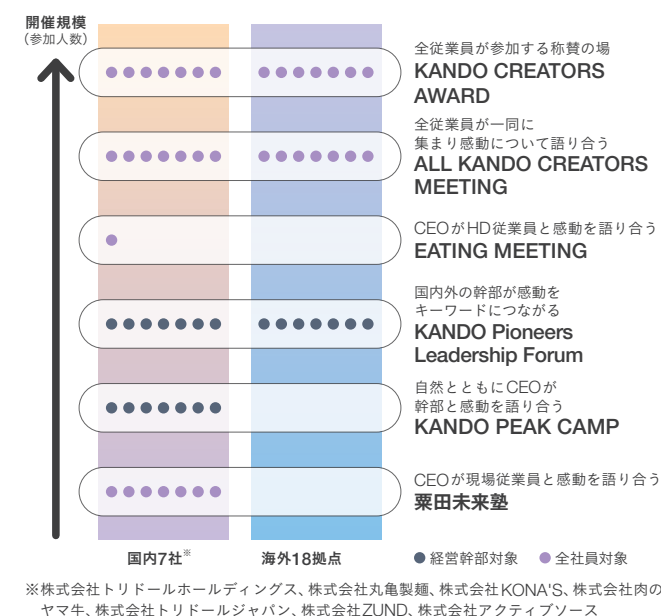 開催規模
（参加人数）
全従業員が参加する称賛の場
KANDO CREATORS
AWARD
全従業員が一同に
集まり感動について語り合う
ALL KANDO CREATORS
MEETING
CEOがHD従業員と感動を語り合う
EATING MEETING
国内外の幹部が感動を
キーワードにつながる
KANDO Pioneers
Leadership Forum
自然とともにCEOが
幹部と感動を語り合う
KANDO PEAK CAMP
CEOが現場従業員と感動を語り合う
粟田未来塾
国内7社※
海外18拠点
経営幹部対象
全社員対象
※株式会社トリドールホールディングス、株式会社丸亀製麺、株式会社KONA'S、株式会社肉の
ヤマ牛、株式会社トリドールジャパン、株式会社ZUND、株式会社アクティブソース